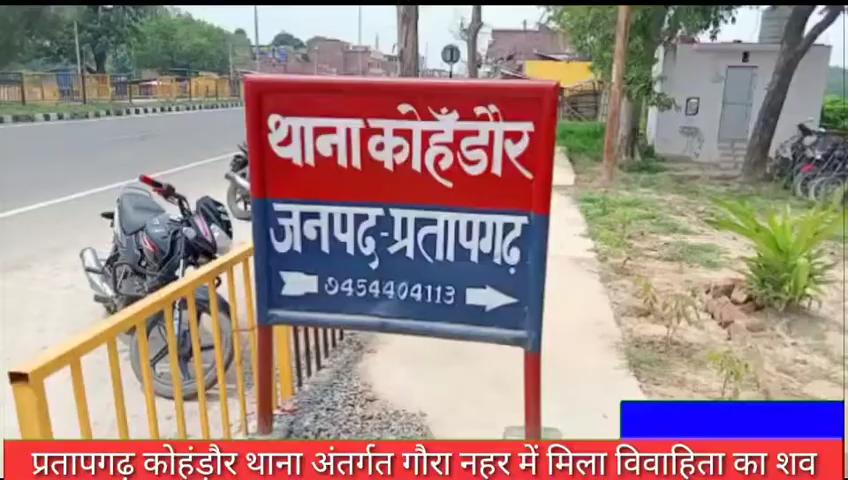 थाना कोहँडौर
जनपद-प्रतापगढ़
9454404113
प्रतापगढ़ कोहंड़ौर थाना अंतर्गत गौरा नहर में मिला विवाहिता का शव